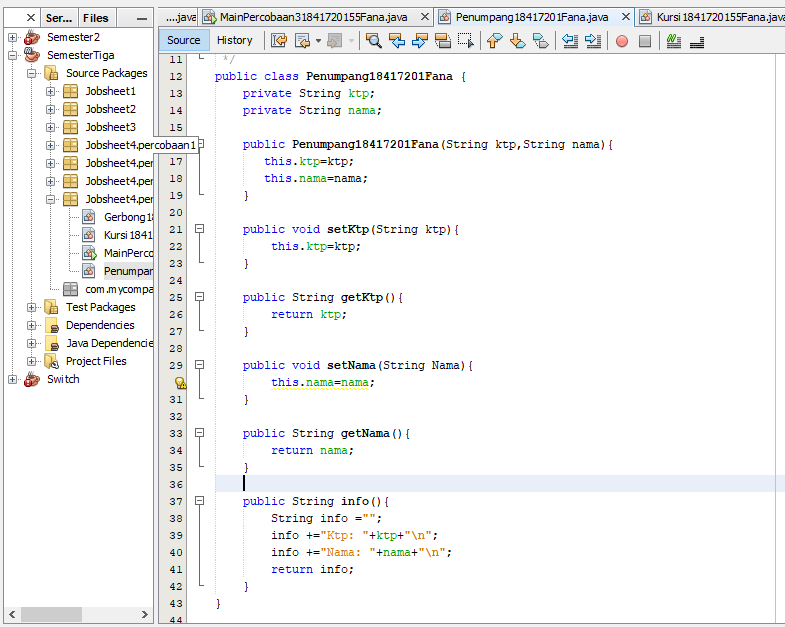 Ser...
Files
....java
MainPercobaan31841720155Fana.java
Penumpang18417201Fana.java
Kursi1841720155Fana.java
Source
History
Semester2
SemesterTiga
Source Packages
Jobsheet1
Jobsheet2
Jobsheet3
Jobsheet4.percobaan1
Jobsheet4.per
Jobsheet4.per
Jobsheet4.per
Gerbong18
Kursi1841
MainPerco
Penumpan
com.mycompa
Test Packages
Dependencies
Java Dependencie
Project Files
Switch
11 */
12 public class Penumpang18417201Fana {
13 private String ktp;
14 private String nama;
15
public Penumpang18417201Fana(String ktp,String nama){
17 this.ktp=ktp;
18 this.nama=nama;
19 }
20
21 public void setKtp(String ktp){
22 this.ktp=ktp;
23 }
24
25 public String getKtp(){
26 return ktp;
27 }
28
29 public void setNama(String Nama){
this.nama=nama;
31 }
32
33 public String getNama(){
34 return nama;
35 }
36
37 public String info(){
38 String info ="";
39 info +="Ktp: "+ktp+"\n";
40 info +="Nama: "+nama+"\n";
41 return info;
42 }
43 }
44